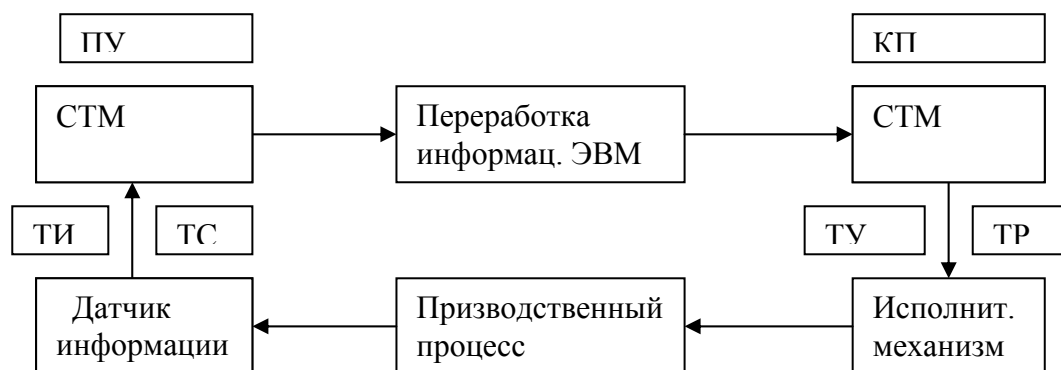 ПУ
КП
СТМ
Переработка
информац. ЭВМ
СТМ
ТИ
ТС
ТУ
ТР
Датчик
информации
Призводственный
процесс
Исполнит.
механизм